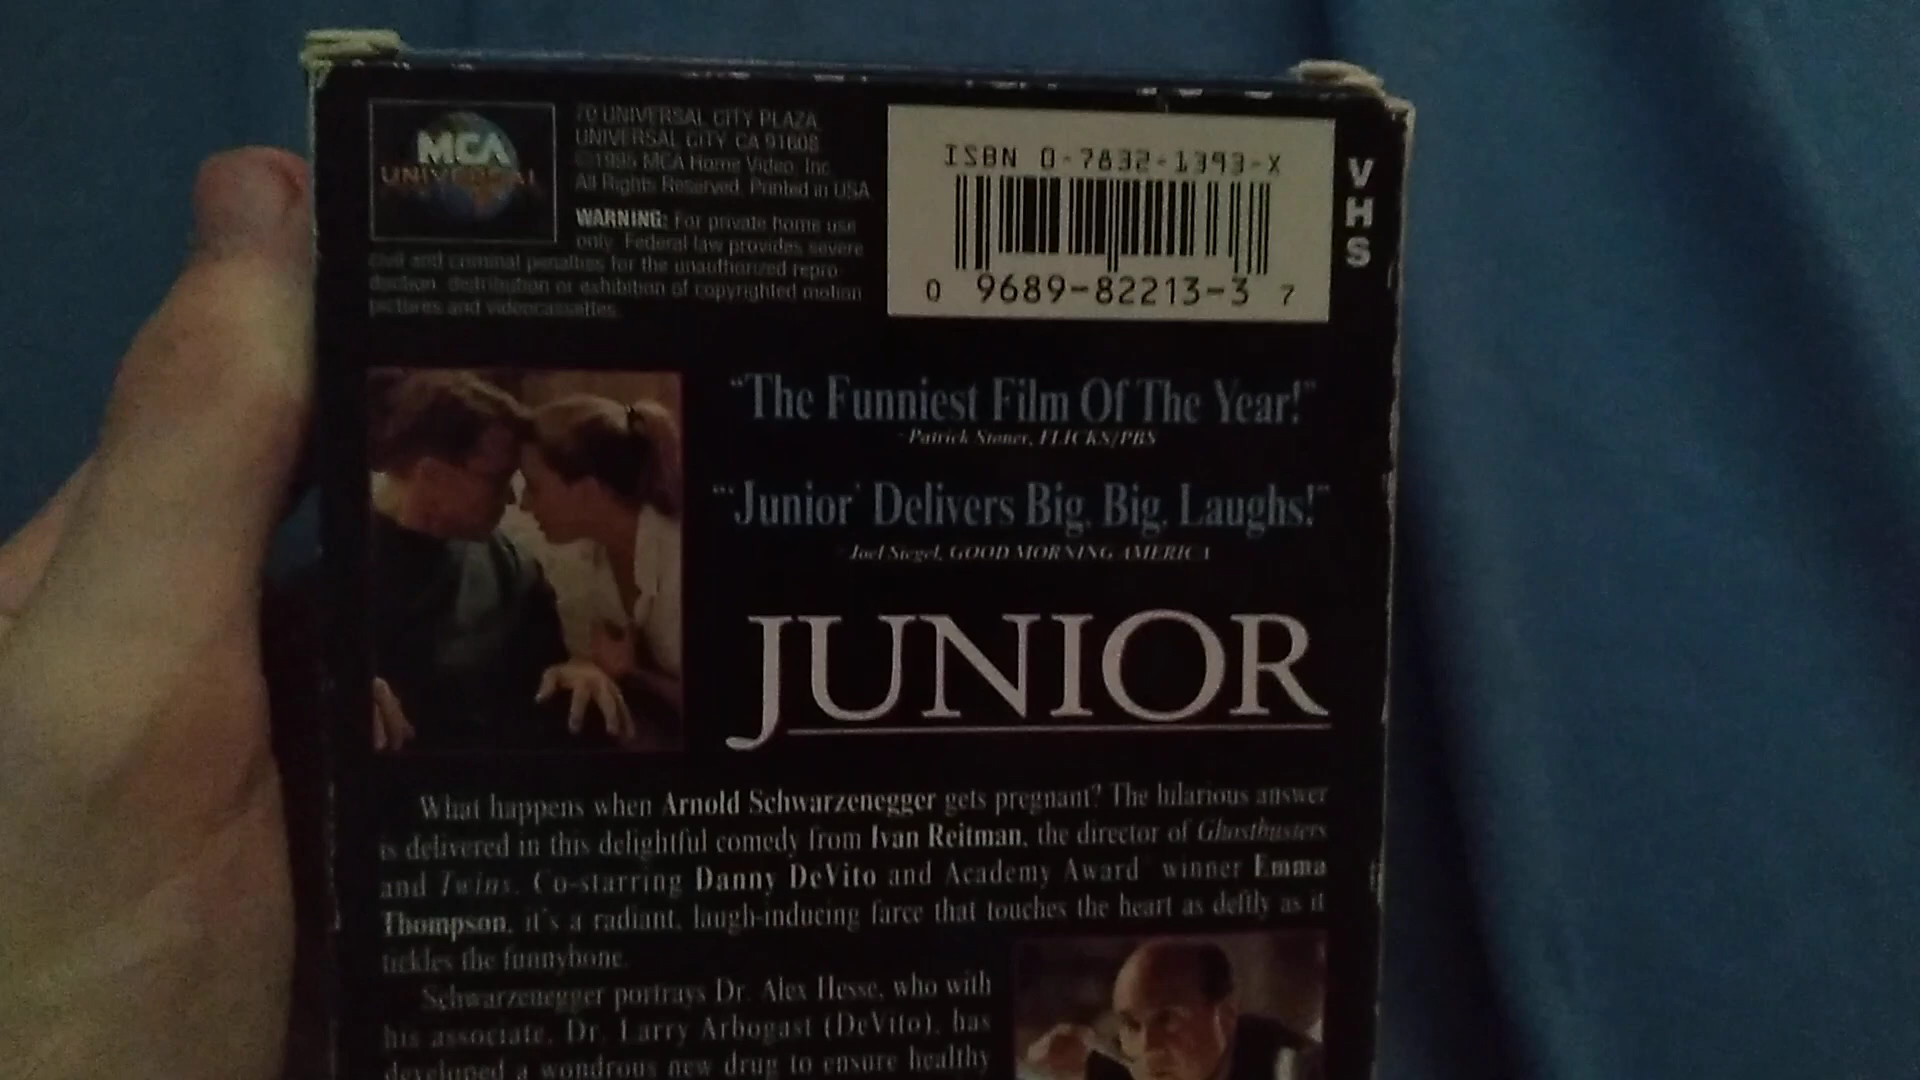 MCA
UNIVERSAL
70 UNIVERSAL CITY PLAZA
UNIVERSAL CITY CA 91608
©1995 MCA Home Video, Inc.
All Rights Reserved. Printed in USA
WARNING: For private home use
only. Federal law provides severe
civil and criminal penalties for the unauthorized repro-
duction, distribution or exhibition of copyrighted motion
pictures and videocassettes.
ISBN 0-7832-1393-X
0 9689-82213-3 7
VHS
"The Funniest Film Of The Year!"
-Patrick Stoner, FLICKS/PBS
"'Junior' Delivers Big, Big, Laughs!"
-Joel Siegel, GOOD MORNING AMERICA
JUNIOR
What happens when Arnold Schwarzenegger gets pregnant? The hilarious answer
is delivered in this delightful comedy from Ivan Reitman, the director of Ghostbusters
and Twins. Co-starring Danny DeVito and Academy Award winner Emma
Thompson, it's a radiant, laugh-inducing farce that touches the heart as deftly as it
tickles the funnybone.
Schwarzenegger portrays Dr. Alex Hesse, who with
his associate, Dr. Larry Arbogast (DeVito), has
developed a wondrous new drug to ensure healthy